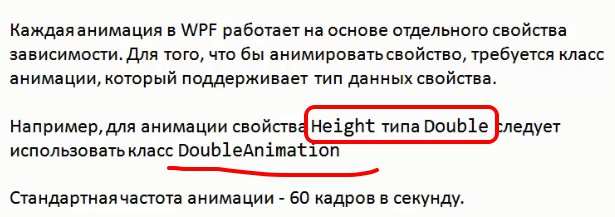 Каждая анимация в WPF работает на основе отдельного свойства
зависимости. Для того, что бы анимировать свойство, требуется класс
анимации, который поддерживает тип данных свойства.
Например, для анимации свойства Height типа Double следует
использовать класс DoubleAnimation
Стандартная частота анимации - 60 кадров в секунду.